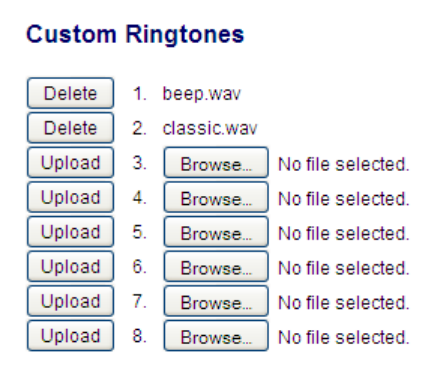 Custom Ringtones
Delete 1. beep.wav
Delete 2. classic.wav
Upload 3. Browse... No file selected.
Upload 4. Browse... No file selected.
Upload 5. Browse... No file selected.
Upload 6. Browse... No file selected.
Upload 7. Browse... No file selected.
Upload 8. Browse... No file selected.